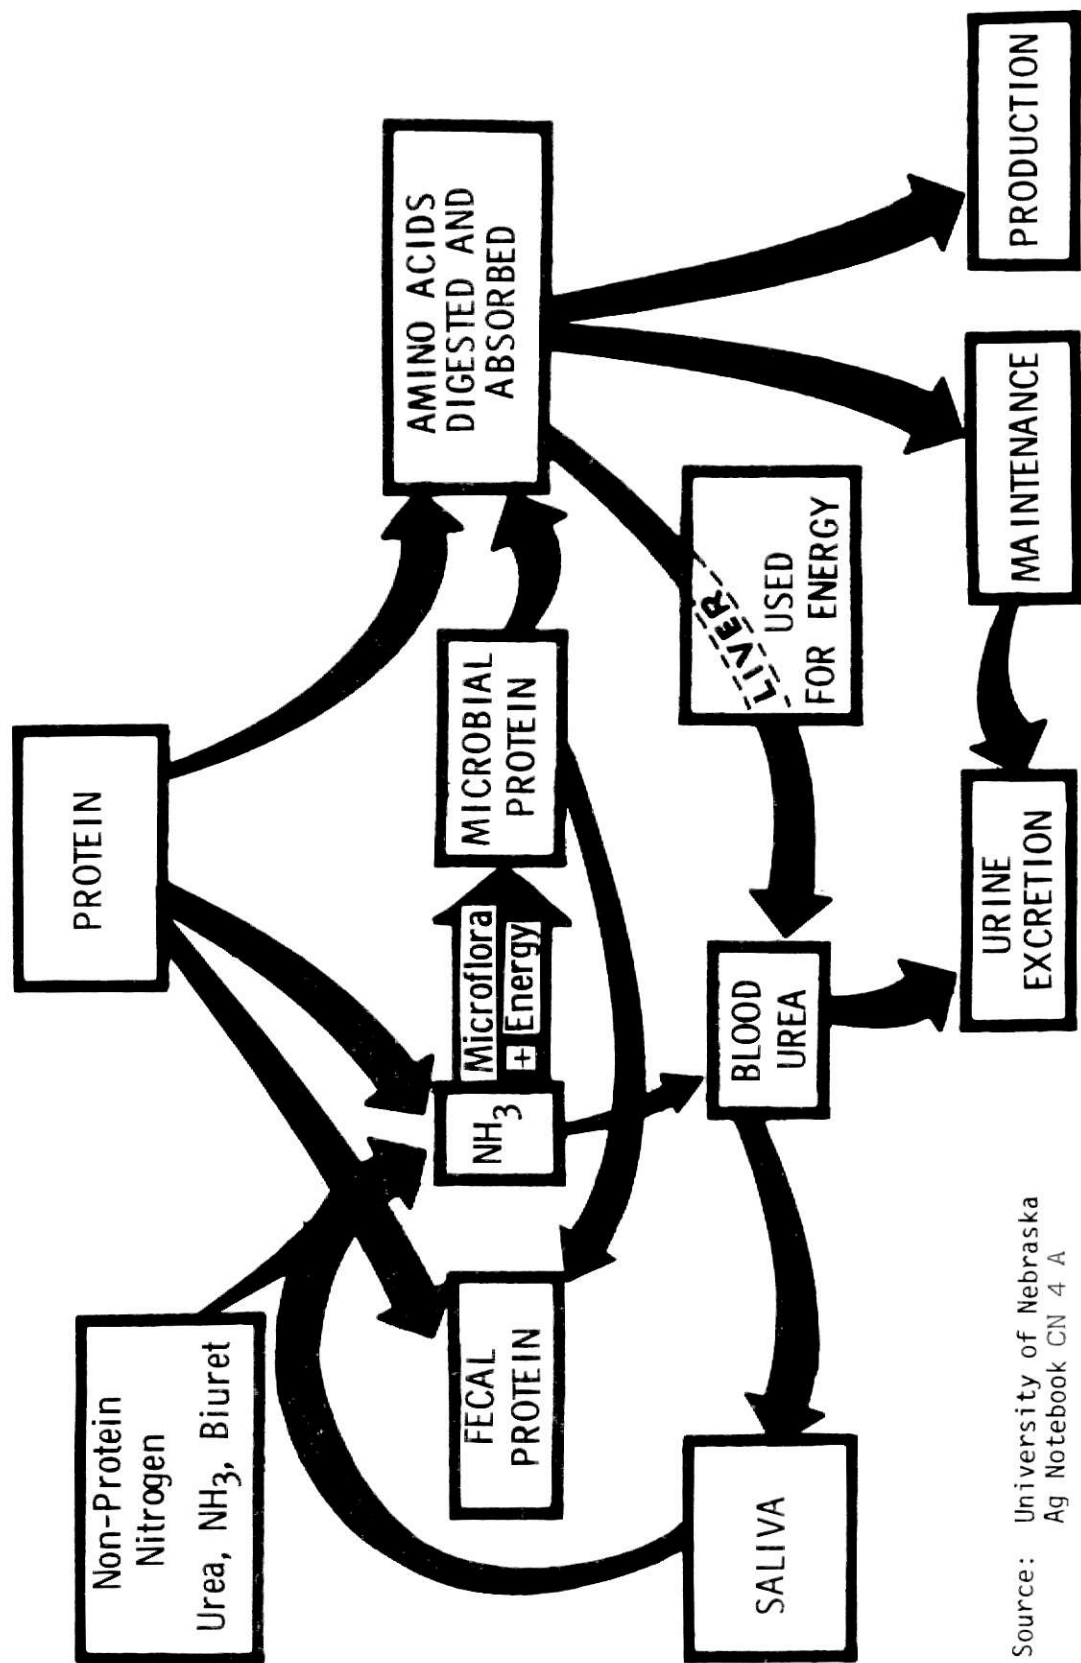 PROTEIN
Non-Protein
Nitrogen
Urea, NH₃, Biuret
AMINO ACIDS
DIGESTED AND
ABSORBED
FECAL
PROTEIN
NH₃
Microflora
+ Energy
MICROBIAL
PROTEIN
LIVER
USED
FOR ENERGY
SALIVA
BLOOD
UREA
URINE
EXCRETION
MAINTENANCE
PRODUCTION
Source: University of Nebraska
Ag Notebook CN 4 A